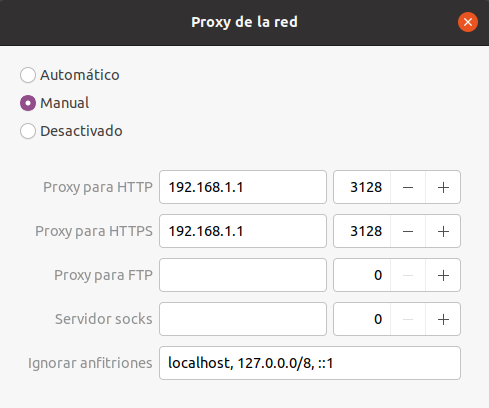 Proxy de la red
Automático
Manual
Desactivado
Proxy para HTTP 192.168.1.1 3128 − +
Proxy para HTTPS 192.168.1.1 3128 − +
Proxy para FTP 0 − +
Servidor socks 0 − +
Ignorar anfitriones localhost, 127.0.0.0/8, ::1